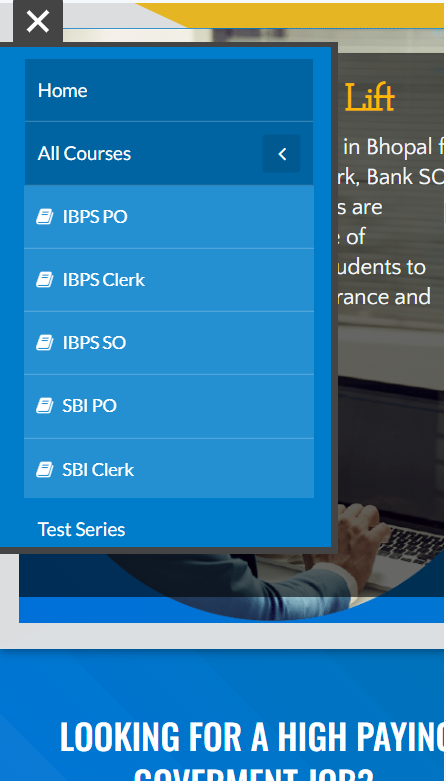 Home
All Courses
IBPS PO
IBPS Clerk
IBPS SO
SBI PO
SBI Clerk
Test Series
Lift
in Bhopal f
rk, Bank SO
s are
e of
udents to
rance and
LOOKING FOR A HIGH PAYING
GOVERMENT JOB?